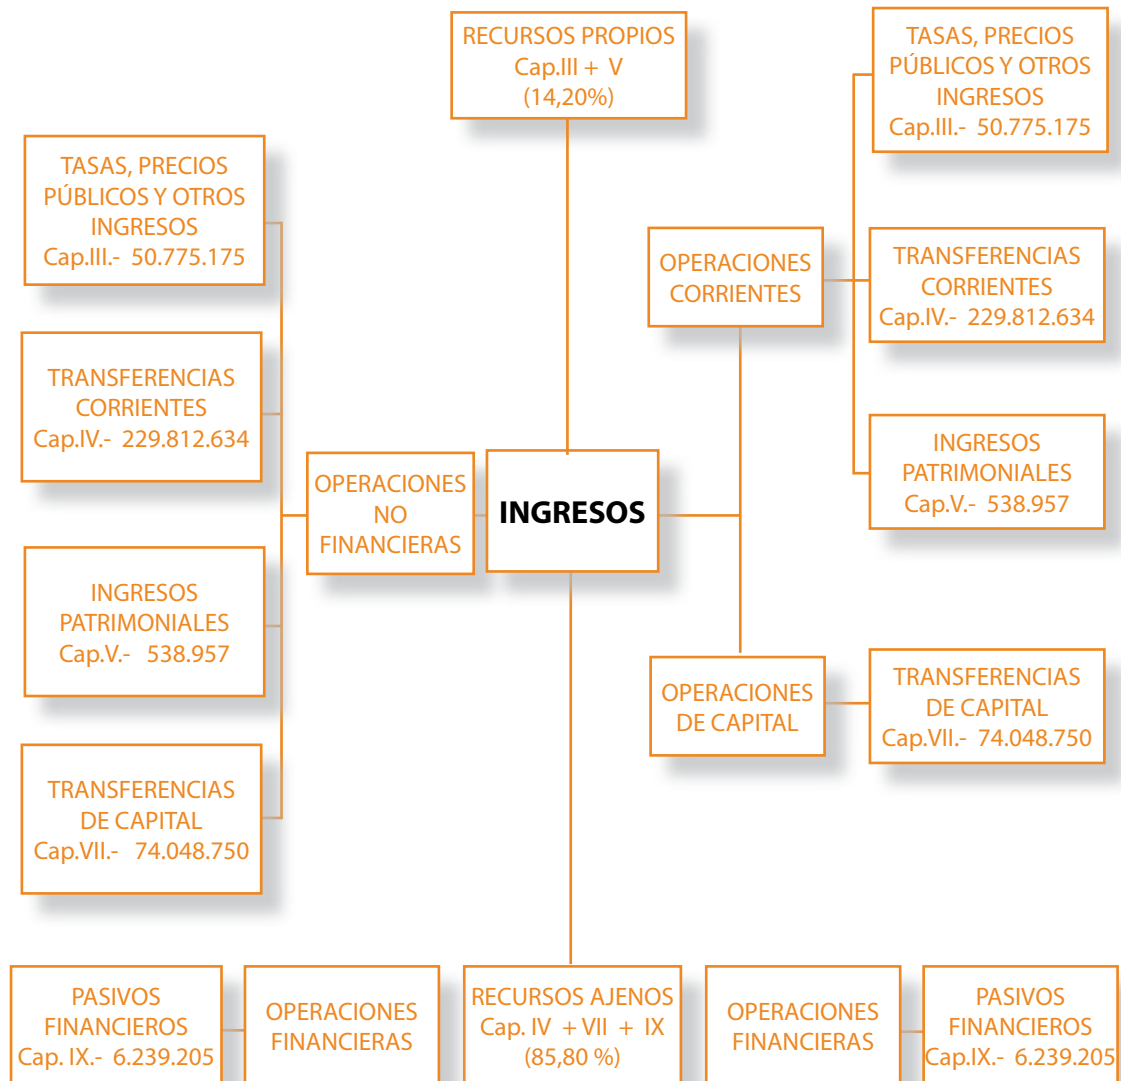 RECURSOS PROPIOS
Cap.III + V
(14,20%)
TASAS, PRECIOS
PÚBLICOS Y OTROS
INGRESOS
Cap.III.- 50.775.175
TASAS, PRECIOS
PÚBLICOS Y OTROS
INGRESOS
Cap.III.- 50.775.175
OPERACIONES
CORRIENTES
TRANSFERENCIAS
CORRIENTES
Cap.IV.- 229.812.634
TRANSFERENCIAS
CORRIENTES
Cap.IV.- 229.812.634
INGRESOS
PATRIMONIALES
Cap.V.- 538.957
OPERACIONES
NO
FINANCIERAS
INGRESOS
INGRESOS
PATRIMONIALES
Cap.V.- 538.957
OPERACIONES
DE CAPITAL
TRANSFERENCIAS
DE CAPITAL
Cap.VII.- 74.048.750
TRANSFERENCIAS
DE CAPITAL
Cap.VII.- 74.048.750
PASIVOS
FINANCIEROS
Cap. IX.- 6.239.205
OPERACIONES
FINANCIERAS
RECURSOS AJENOS
Cap. IV + VII + IX
(85,80 %)
OPERACIONES
FINANCIERAS
PASIVOS
FINANCIEROS
Cap.IX.- 6.239.205